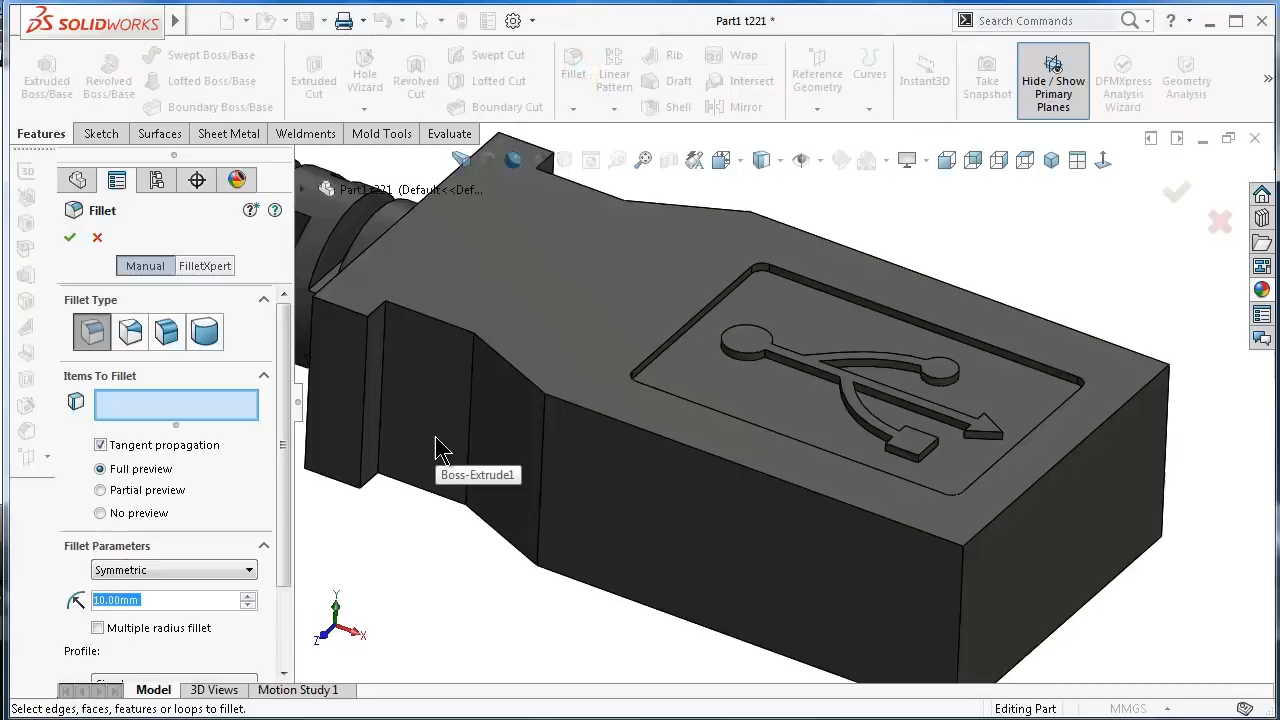 SOLIDWORKS
Part1 t221 *
Search Commands
?
Extruded Boss/Base
Revolved Boss/Base
Swept Boss/Base
Lofted Boss/Base
Boundary Boss/Base
Extruded Cut
Hole Wizard
Revolved Cut
Swept Cut
Lofted Cut
Boundary Cut
Fillet
Linear Pattern
Rib
Draft
Shell
Wrap
Intersect
Mirror
Reference Geometry
Curves
Instant3D
Take Snapshot
Hide / Show Primary Planes
DFMXpress Analysis Wizard
Geometry Analysis
Features
Sketch
Surfaces
Sheet Metal
Weldments
Mold Tools
Evaluate
3D
Part1 t221 (Default<<Def...
Fillet
Manual
FilletXpert
Fillet Type
Items To Fillet
Tangent propagation
Full preview
Partial preview
No preview
Fillet Parameters
Symmetric
10.00mm
Multiple radius fillet
Profile:
Boss-Extrude1
Y
X
Z
Model
3D Views
Motion Study 1
Select edges, faces, features or loops to fillet.
Editing Part
MMGS